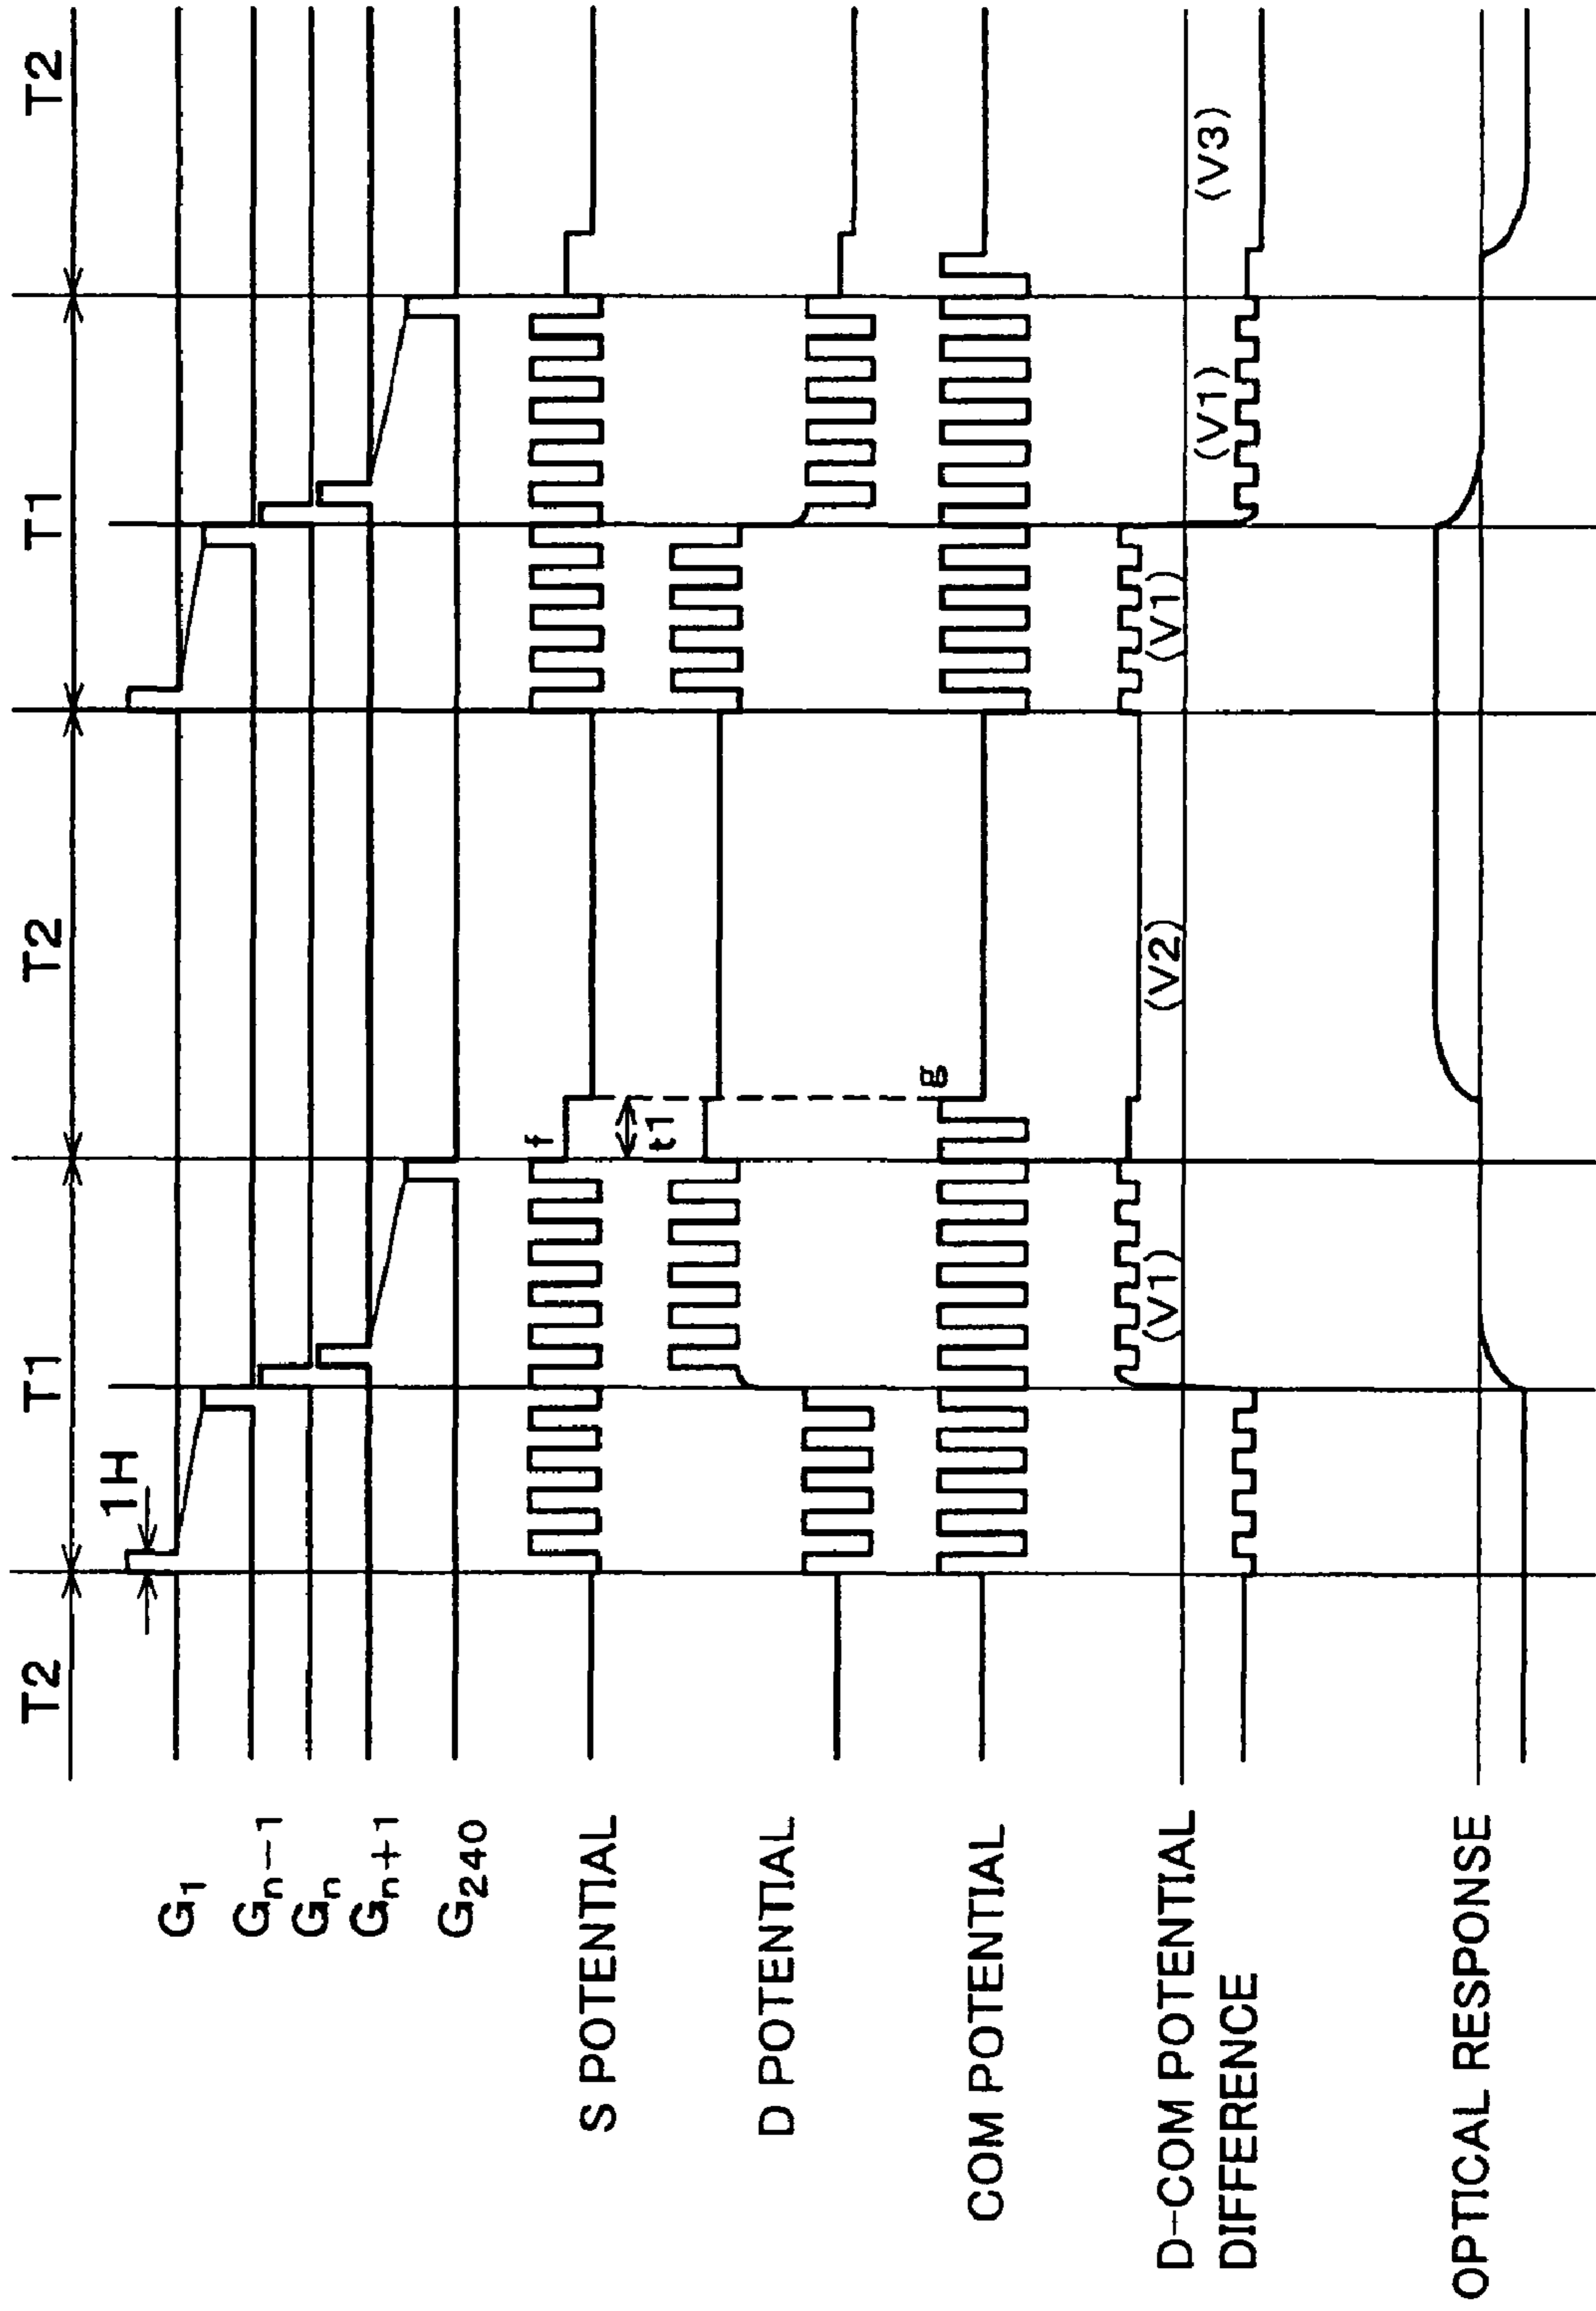 T2 T1 T2 T1 T2
1H
G1
Gn−1
Gn
Gn+1
G240
f
S POTENTIAL
t1
D POTENTIAL
g
COM POTENTIAL
(V1) (V2) (V1) (V1) (V3)
D-COM POTENTIAL
DIFFERENCE
OPTICAL RESPONSE